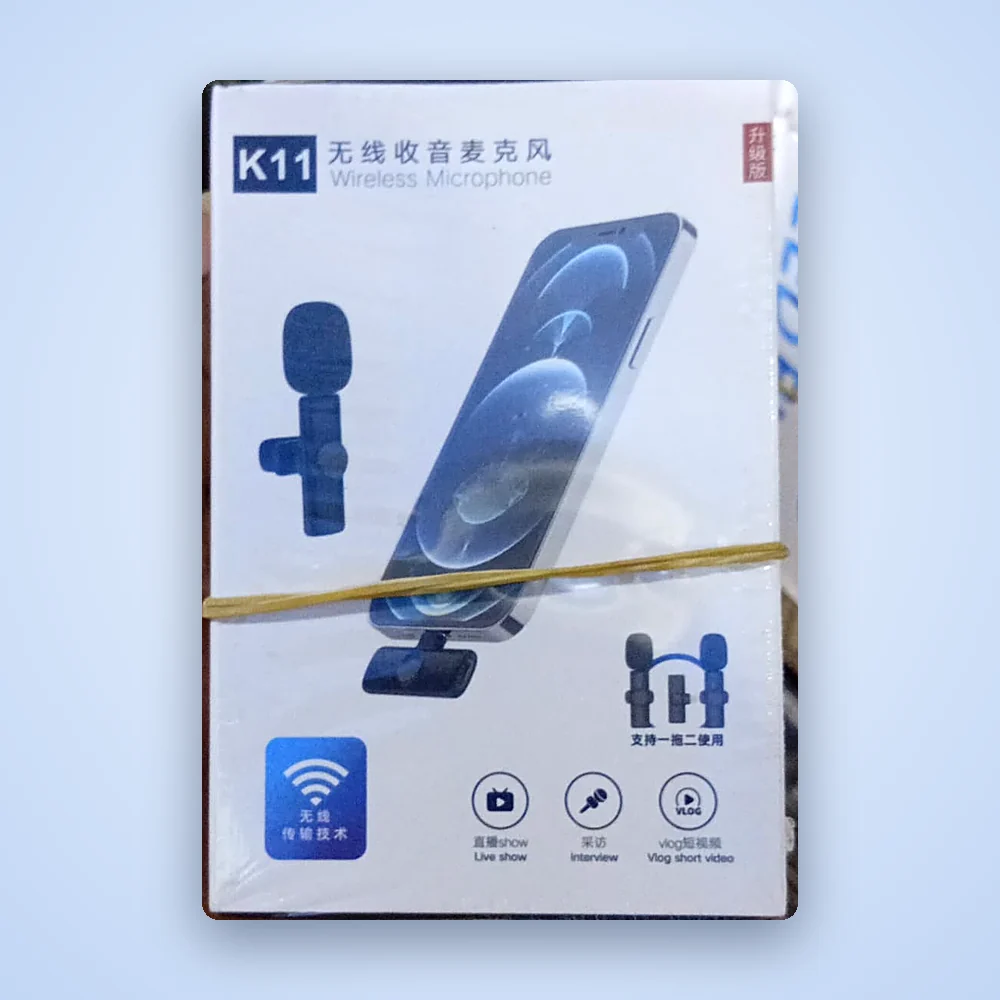 K11
无线收音麦克风
Wireless Microphone
升级版
支持一拖二使用
无线
传输技术
直播show
Live show
采访
Interview
VLOG
vlog短视频
Vlog short video